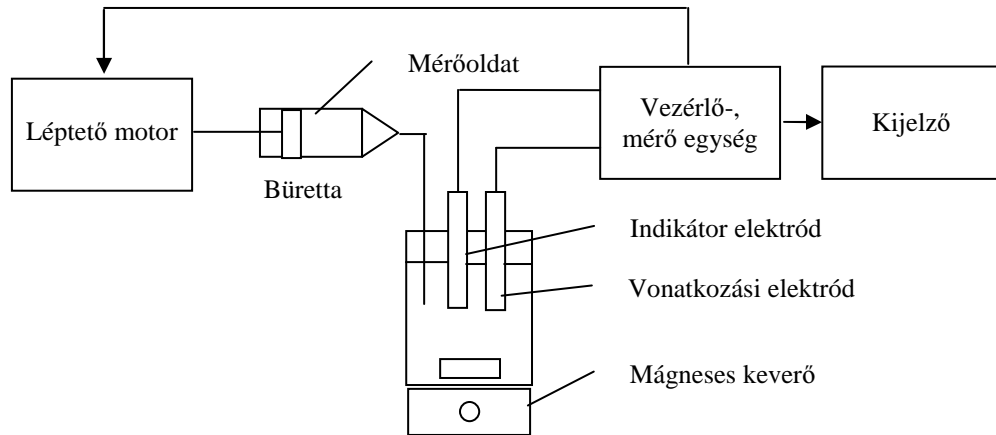 Mérőoldat
Léptető motor
Vezérlő-,
mérő egység
Kijelző
Büretta
Indikátor elektród
Vonatkozási elektród
Mágneses keverő